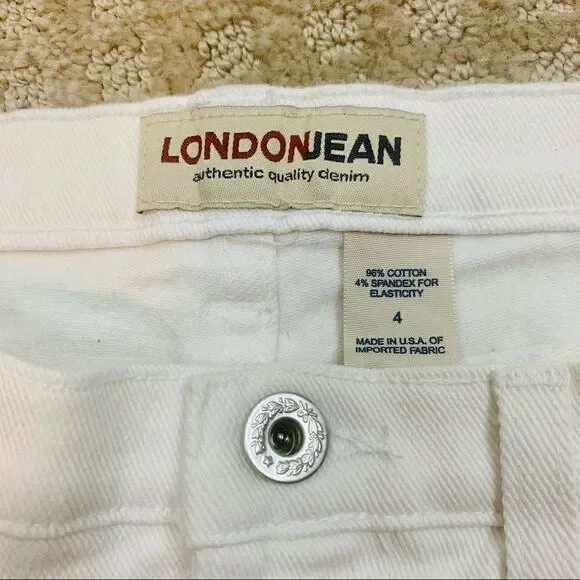 LONDONJEAN
authentic quality denim
96% COTTON
4% SPANDEX FOR
ELASTICITY
4
MADE IN U.S.A. OF
IMPORTED FABRIC